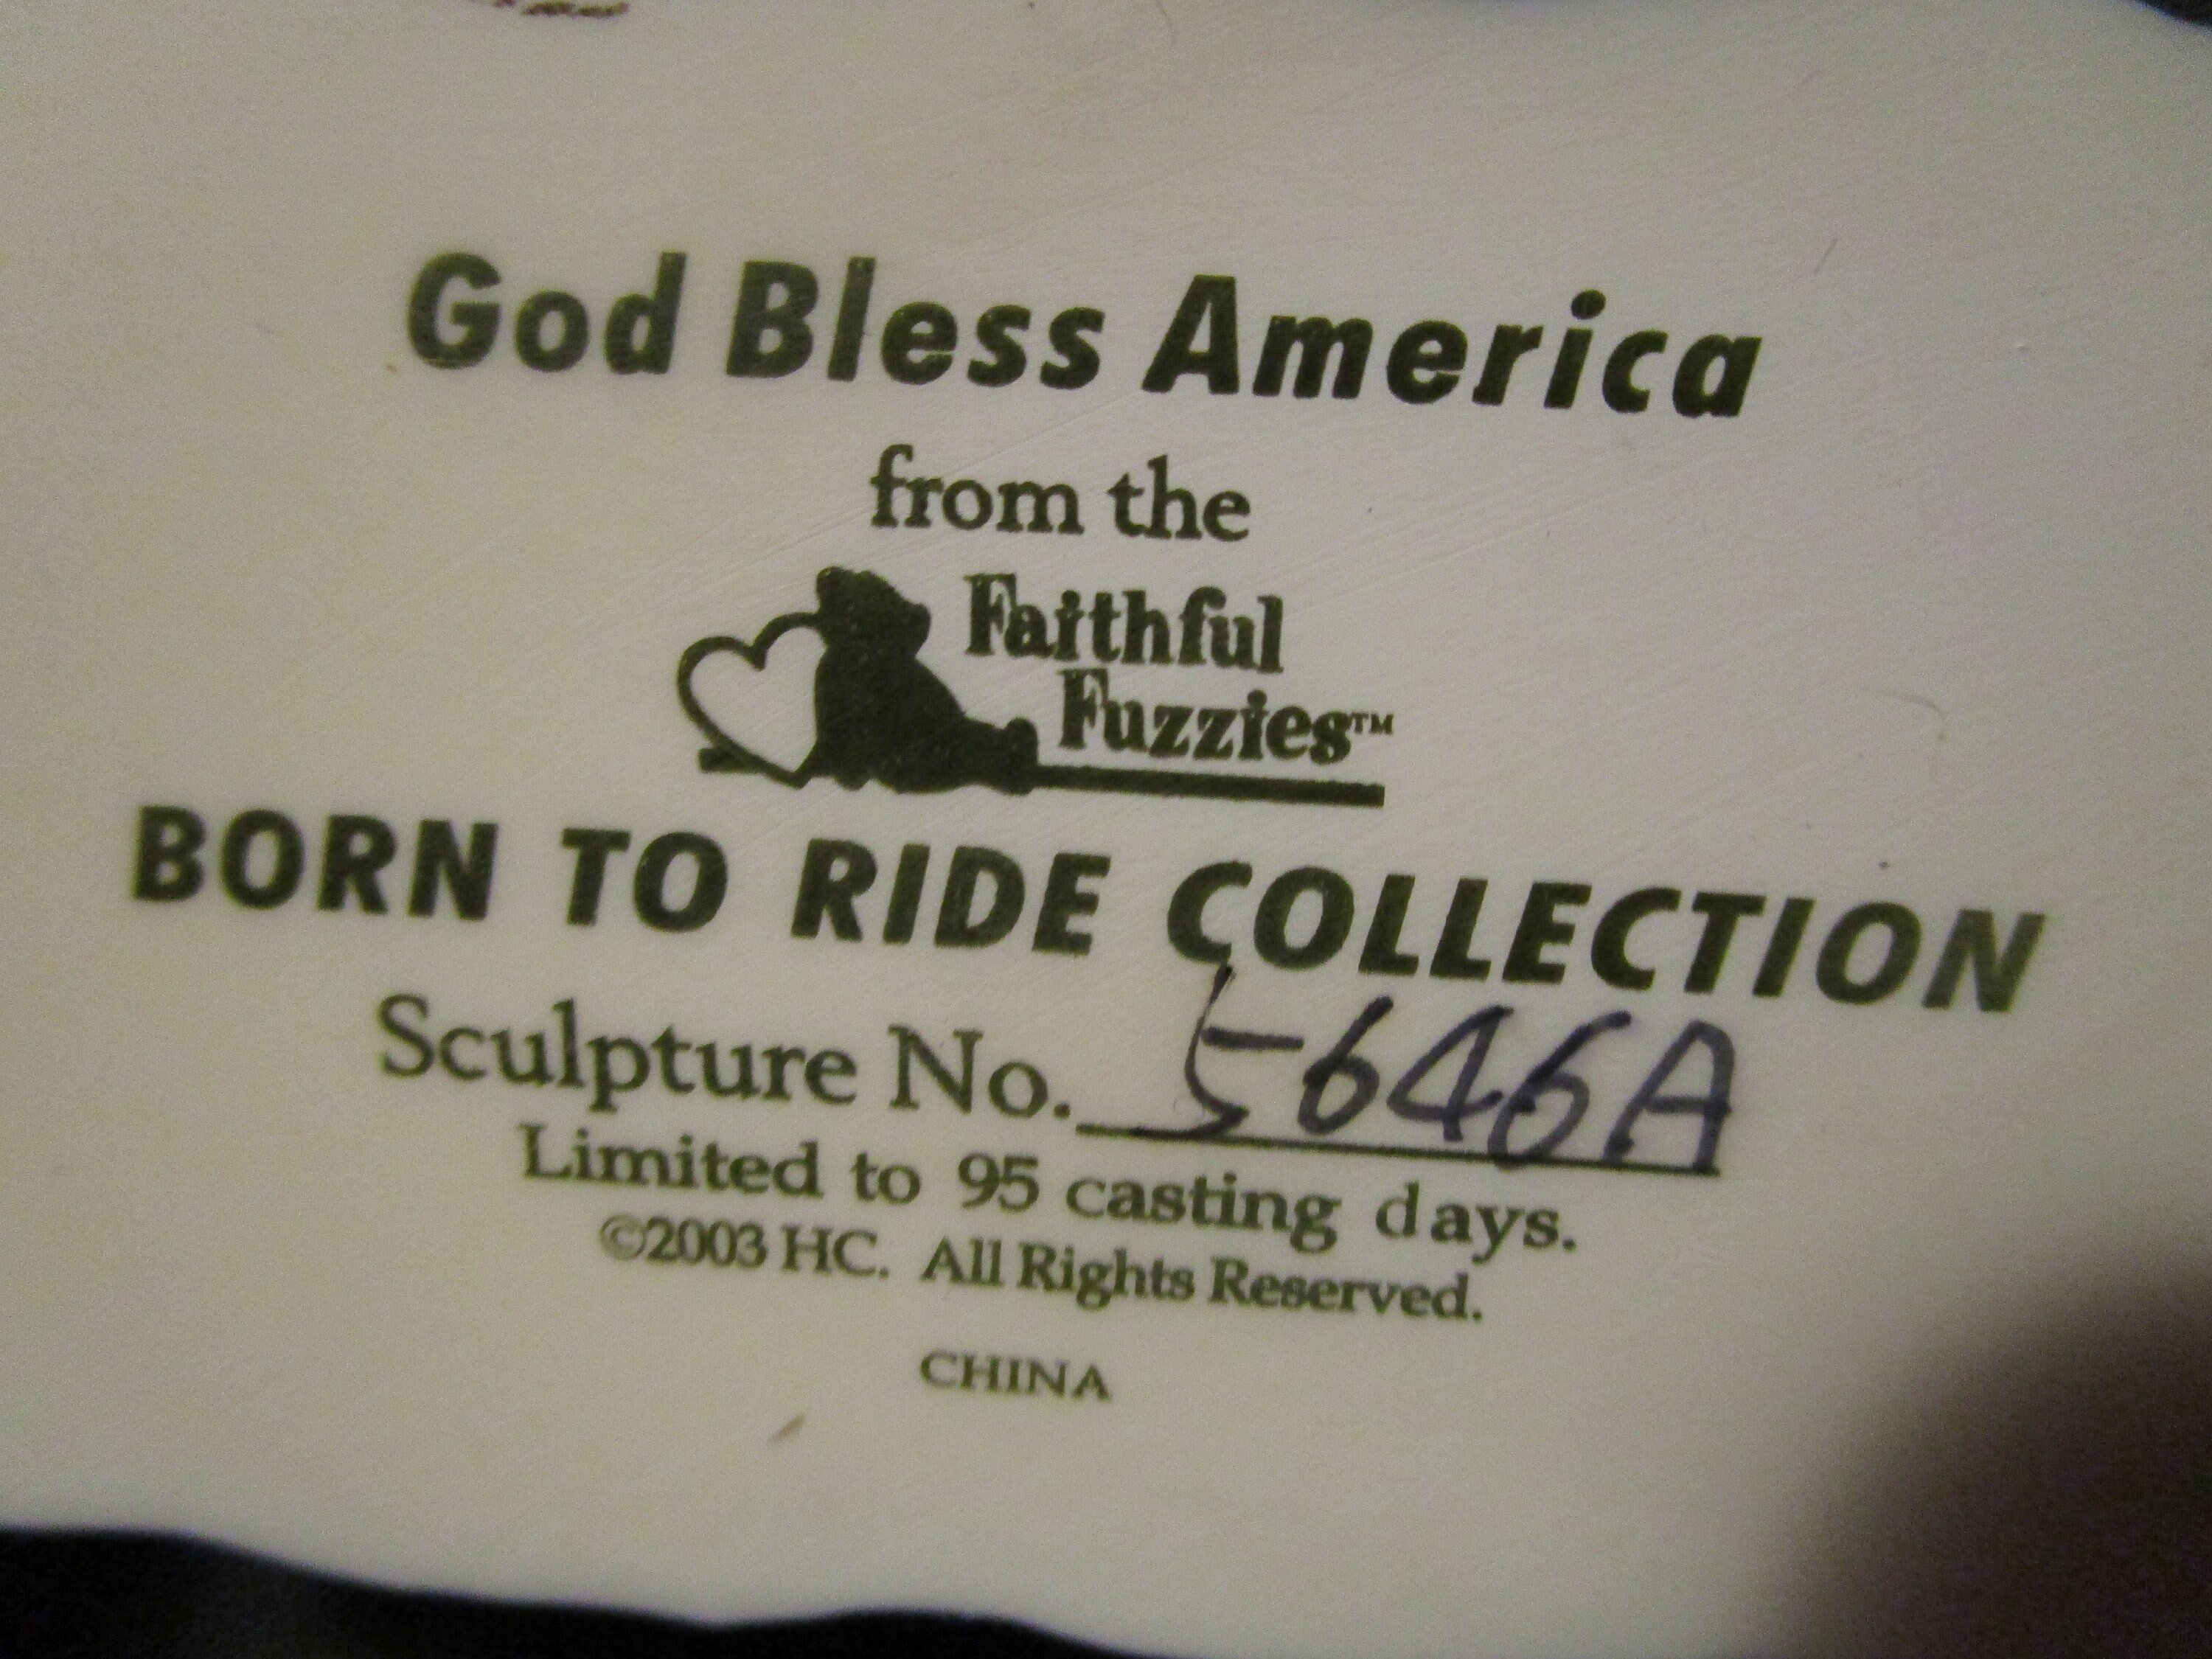 God Bless America
from the
Faithful
Fuzzies™
BORN TO RIDE COLLECTION
Sculpture No. 5646A
Limited to 95 casting days.
©2003 HC. All Rights Reserved.
CHINA